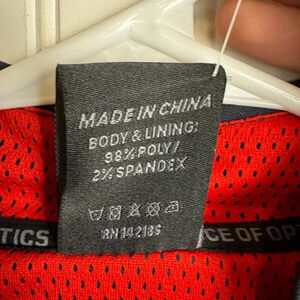 MADE IN CHINA
BODY & LINING:
98% POLY/
2% SPANDEX
RN 142186
TICS
CE OF OP